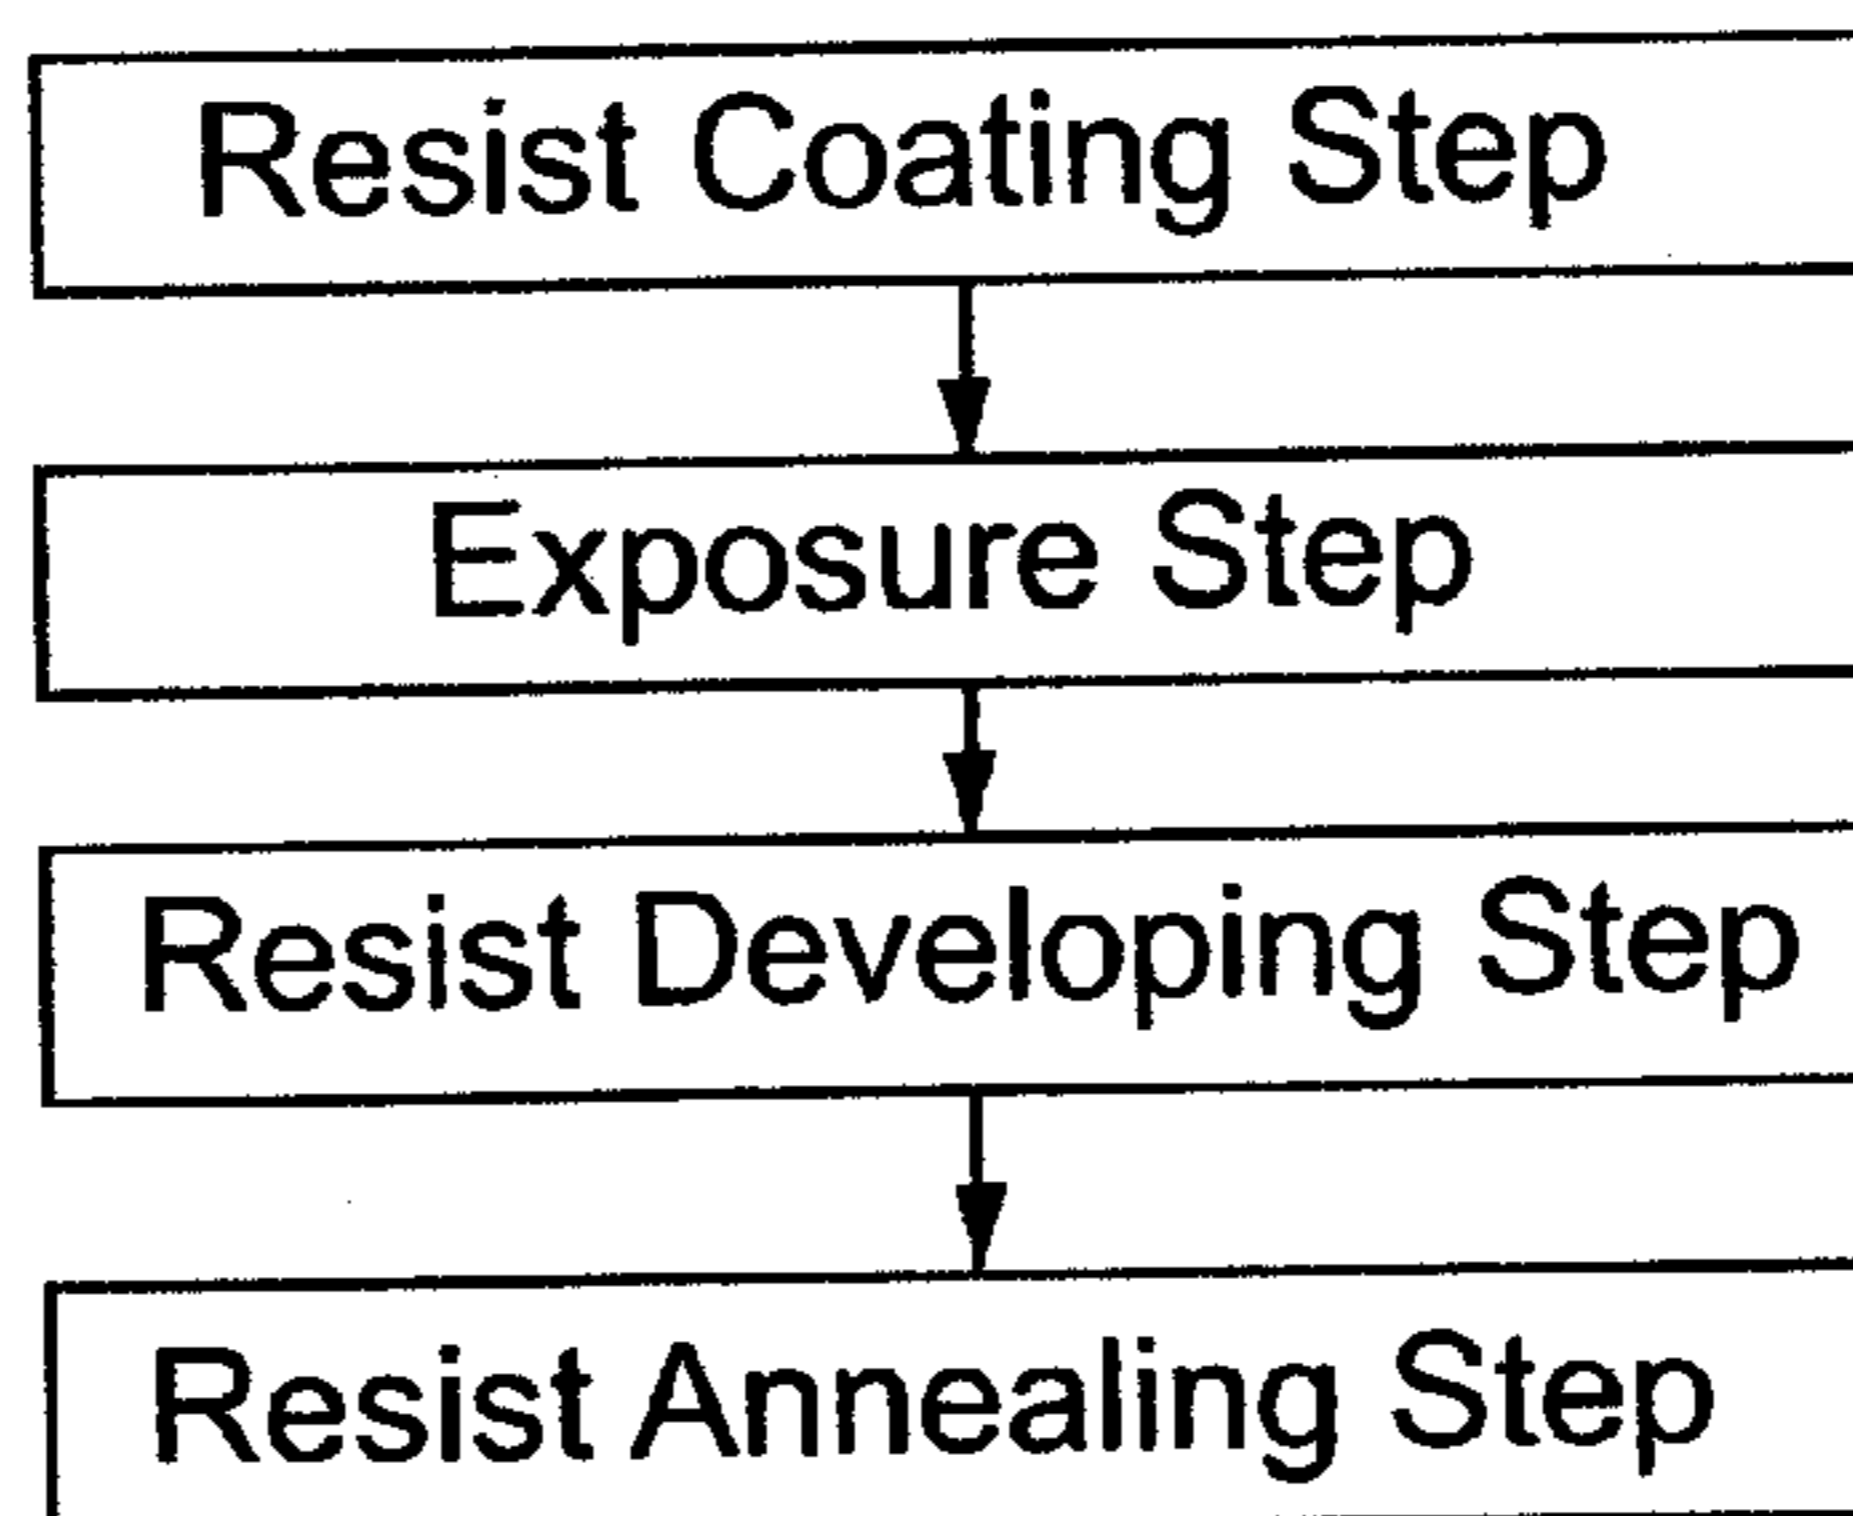 Resist Coating Step
Exposure Step
Resist Developing Step
Resist Annealing Step